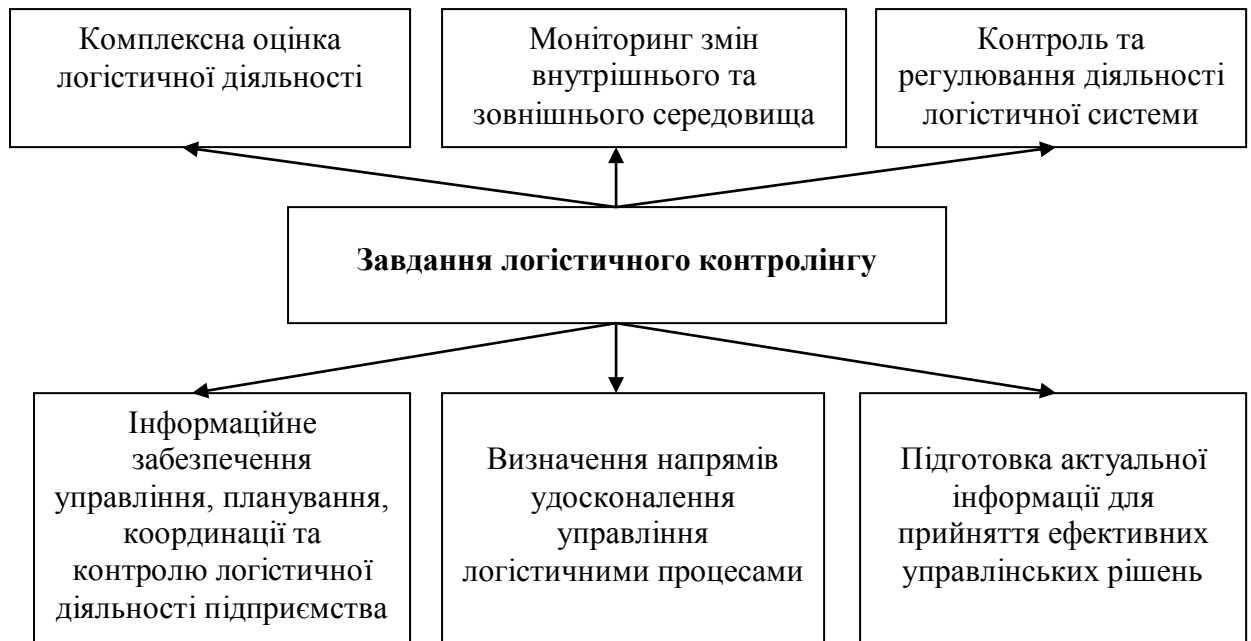 Комплексна оцінка
логістичної діяльності
Моніторинг змін
внутрішнього та
зовнішнього середовища
Контроль та
регулювання діяльності
логістичної системи
Завдання логістичного контролінгу
Інформаційне
забезпечення
управління, планування,
координації та
контролю логістичної
діяльності підприємства
Визначення напрямів
удосконалення
управління
логістичними процесами
Підготовка актуальної
інформації для
прийняття ефективних
управлінських рішень